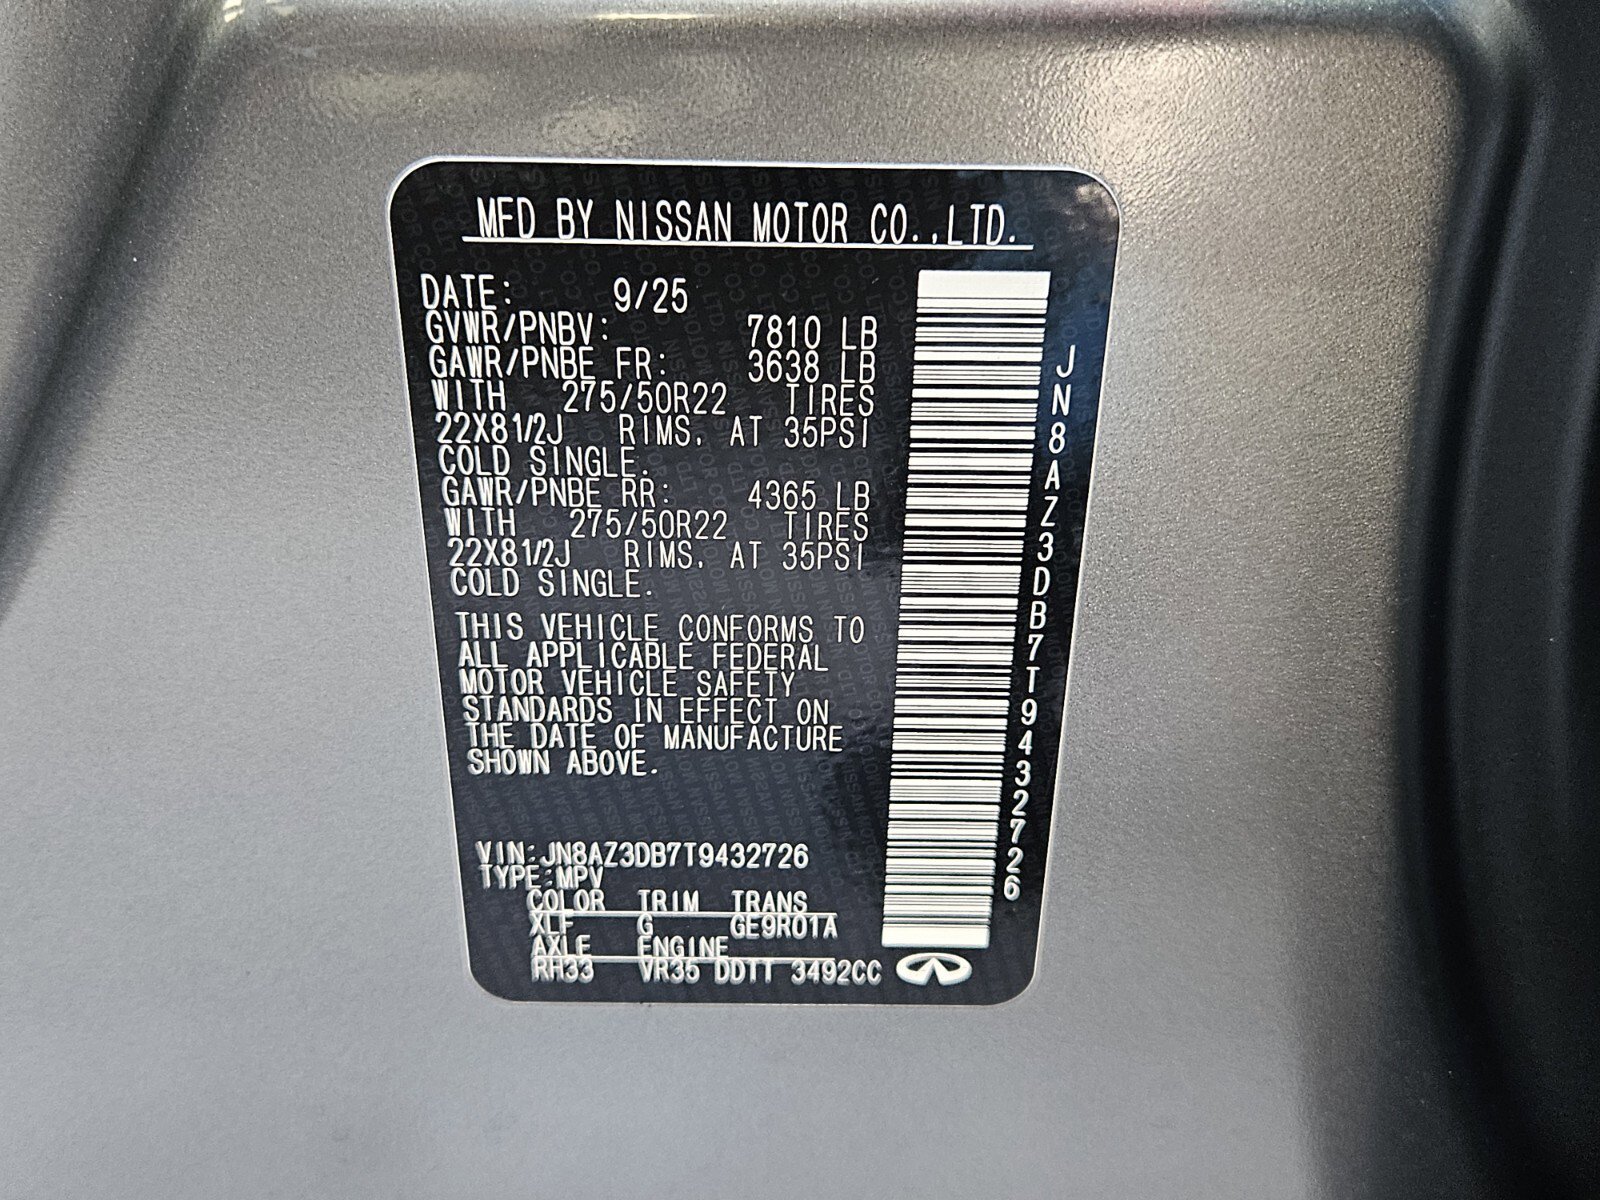 MFD BY NISSAN MOTOR CO.,LTD.
DATE: 9/25
GVWR/PNBV: 7810 LB
GAWR/PNBE FR: 3638 LB
WITH 275/50R22 TIRES
22X81/2J RIMS. AT 35PSI
COLD SINGLE.
GAWR/PNBE RR: 4365 LB
WITH 275/50R22 TIRES
22X81/2J RIMS. AT 35PSI
COLD SINGLE.
THIS VEHICLE CONFORMS TO
ALL APPLICABLE FEDERAL
MOTOR VEHICLE SAFETY
STANDARDS IN EFFECT ON
THE DATE OF MANUFACTURE
SHOWN ABOVE.
VIN:JN8AZ3DB7T9432726
TYPE:MPV
COLOR TRIM TRANS
XLF G GE9R01A
AXLE ENGINE
RH33 VR35 DDTT 3492CC
JN8AZ3DB7T9432726